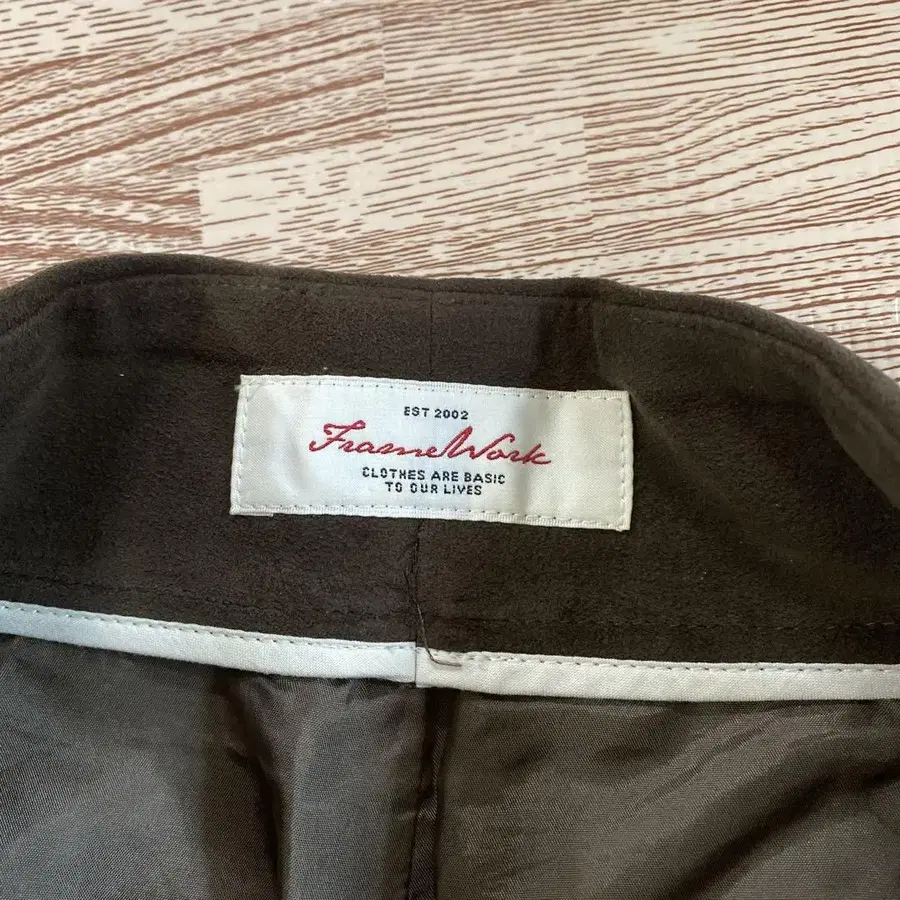 EST 2002
FrameWork
CLOTHES ARE BASIC
TO OUR LIVES